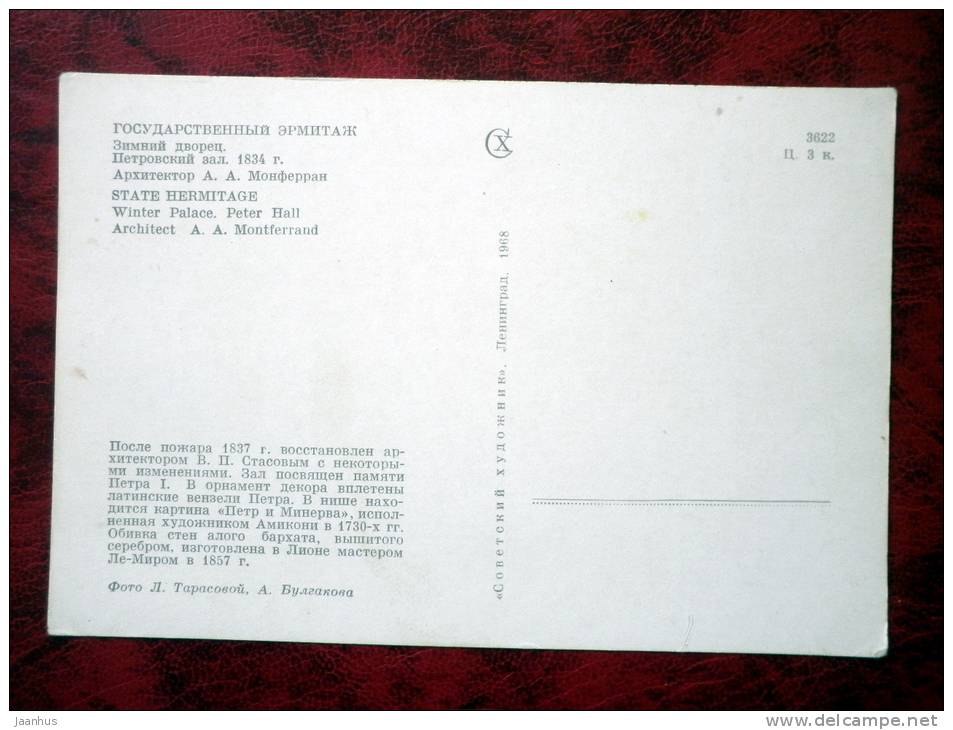 ГОСУДАРСТВЕННЫЙ ЭРМИТАЖ
Зимний дворец.
Петровский зал. 1834 г.
Архитектор А. А. Монферран
STATE HERMITAGE
Winter Palace. Peter Hall
Architect A. A. Montferrand
После пожара 1837 г. восстановлен ар-
хитектором В. П. Стасовым с некоторы-
ми изменениями. Зал посвящен памяти
Петра I. В орнамент декора вплетены
латинские вензели Петра. В нише нахо-
дится картина «Петр и Минерва», испол-
ненная художником Амикони в 1730-х гг.
Обивка стен алого бархата, вышитого
серебром, изготовлена в Лионе мастером
Ле-Миром в 1857 г.
Фото Л. Тарасовой, А. Булгакова
«Советский художник». Ленинград. 1968
СХ
3622
Ц. 3 к.
Jaanhus
www.delcampe.net